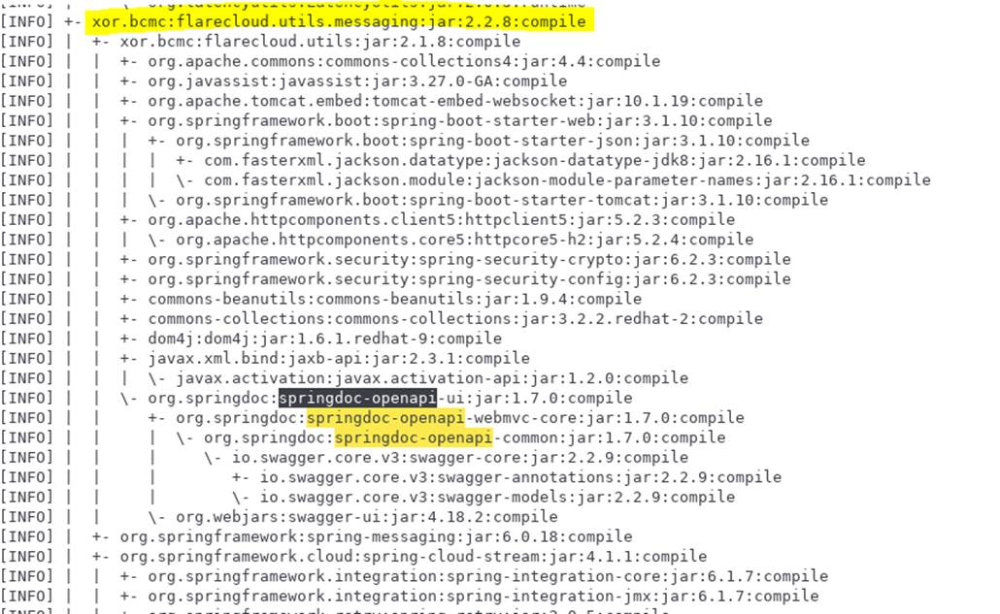 [INFO] +- xor.bcmc:flarecloud.utils.messaging:jar:2.2.8:compile
[INFO] |  +- xor.bcmc:flarecloud.utils:jar:2.1.8:compile
[INFO] |  |  +- org.apache.commons:commons-collections4:jar:4.4:compile
[INFO] |  |  +- org.javassist:javassist:jar:3.27.0-GA:compile
[INFO] |  |  +- org.apache.tomcat.embed:tomcat-embed-websocket:jar:10.1.19:compile
[INFO] |  |  +- org.springframework.boot:spring-boot-starter-web:jar:3.1.10:compile
[INFO] |  |  |  +- org.springframework.boot:spring-boot-starter-json:jar:3.1.10:compile
[INFO] |  |  |  |  +- com.fasterxml.jackson.datatype:jackson-datatype-jdk8:jar:2.16.1:compile
[INFO] |  |  |  |  \- com.fasterxml.jackson.module:jackson-module-parameter-names:jar:2.16.1:compile
[INFO] |  |  |  \- org.springframework.boot:spring-boot-starter-tomcat:jar:3.1.10:compile
[INFO] |  |  +- org.apache.httpcomponents.client5:httpclient5:jar:5.2.3:compile
[INFO] |  |  |  \- org.apache.httpcomponents.core5:httpcore5-h2:jar:5.2.4:compile
[INFO] |  |  +- org.springframework.security:spring-security-crypto:jar:6.2.3:compile
[INFO] |  |  +- org.springframework.security:spring-security-config:jar:6.2.3:compile
[INFO] |  |  +- commons-beanutils:commons-beanutils:jar:1.9.4:compile
[INFO] |  |  +- commons-collections:commons-collections:jar:3.2.2.redhat-2:compile
[INFO] |  |  +- dom4j:dom4j:jar:1.6.1.redhat-9:compile
[INFO] |  |  +- javax.xml.bind:jaxb-api:jar:2.3.1:compile
[INFO] |  |  |  \- javax.activation:javax.activation-api:jar:1.2.0:compile
[INFO] |  |  \- org.springdoc:springdoc-openapi-ui:jar:1.7.0:compile
[INFO] |  |     +- org.springdoc:springdoc-openapi-webmvc-core:jar:1.7.0:compile
[INFO] |  |     |  \- org.springdoc:springdoc-openapi-common:jar:1.7.0:compile
[INFO] |  |     |     \- io.swagger.core.v3:swagger-core:jar:2.2.9:compile
[INFO] |  |     |        +- io.swagger.core.v3:swagger-annotations:jar:2.2.9:compile
[INFO] |  |     |        \- io.swagger.core.v3:swagger-models:jar:2.2.9:compile
[INFO] |  |     \- org.webjars:swagger-ui:jar:4.18.2:compile
[INFO] |  +- org.springframework:spring-messaging:jar:6.0.18:compile
[INFO] |  +- org.springframework.cloud:spring-cloud-stream:jar:4.1.1:compile
[INFO] |  |  +- org.springframework.integration:spring-integration-core:jar:6.1.7:compile
[INFO] |  |  +- org.springframework.integration:spring-integration-jmx:jar:6.1.7:compile